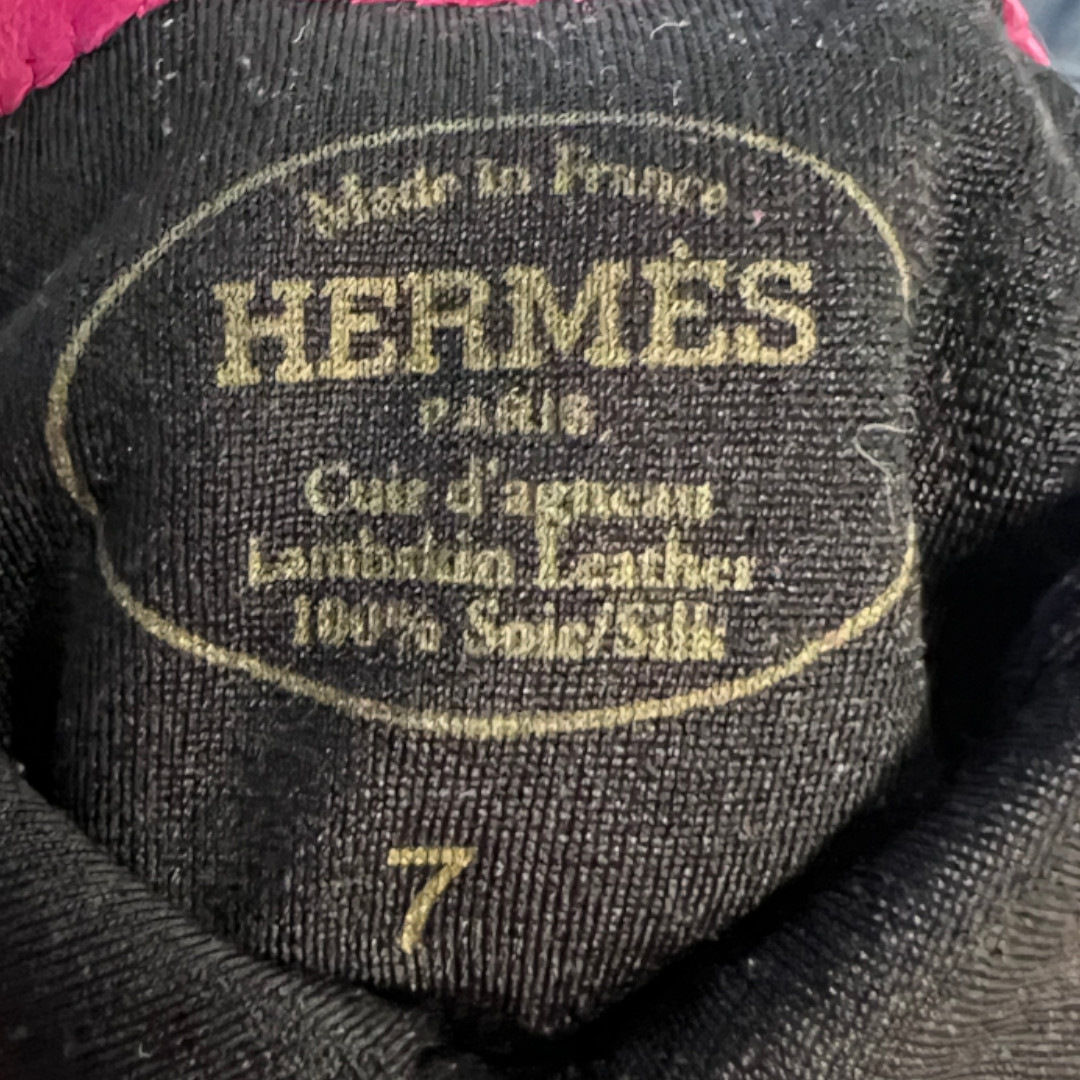 Made in France
HERMÈS
PARIS
Cuir d'agneau
Lambskin Leather
100% Soie/Silk
7